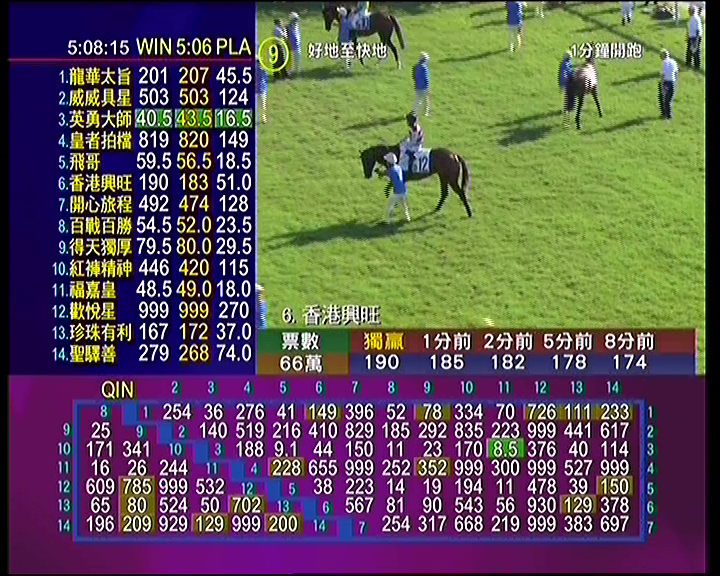 5:08:15 WIN 5:06 PLA
9 好地至快地 1分鐘開跑
1.龍華太旨 201 207 45.5
2.威威具星 503 503 124
3.英勇大師 40.5 43.5 16.5
4.皇者拍檔 819 820 149
5.飛哥 59.5 56.5 18.5
6.香港興旺 190 183 51.0
7.開心旅程 492 474 128
8.百戰百勝 54.5 52.0 23.5
9.得天獨厚 79.5 80.0 29.5
10.紅褲精神 446 420 115
11.福嘉皇 48.5 49.0 18.0
12.歡悅星 999 999 270
13.珍珠有利 167 172 37.0
14.聖驛善 279 268 74.0
12
6. 香港興旺
票數 獨贏 1分前 2分前 5分前 8分前
66萬 190 185 182 178 174
QIN 2 3 4 5 6 7 8 9 10 11 12 13 14
8 1 254 36 276 41 149 396 52 78 334 70 726 111 233 1
9 25 9 2 140 519 216 410 829 185 292 835 223 999 441 617 2
10 171 341 10 3 188 9.1 44 150 11 23 170 8.5 376 40 114 3
11 16 26 244 11 4 228 655 999 252 352 999 300 999 527 999 4
12 609 785 999 532 12 5 38 223 14 19 194 11 478 39 150 5
13 65 80 524 50 702 13 6 567 81 90 543 56 930 129 378 6
14 196 209 929 129 999 200 14 7 254 317 668 219 999 383 697 7